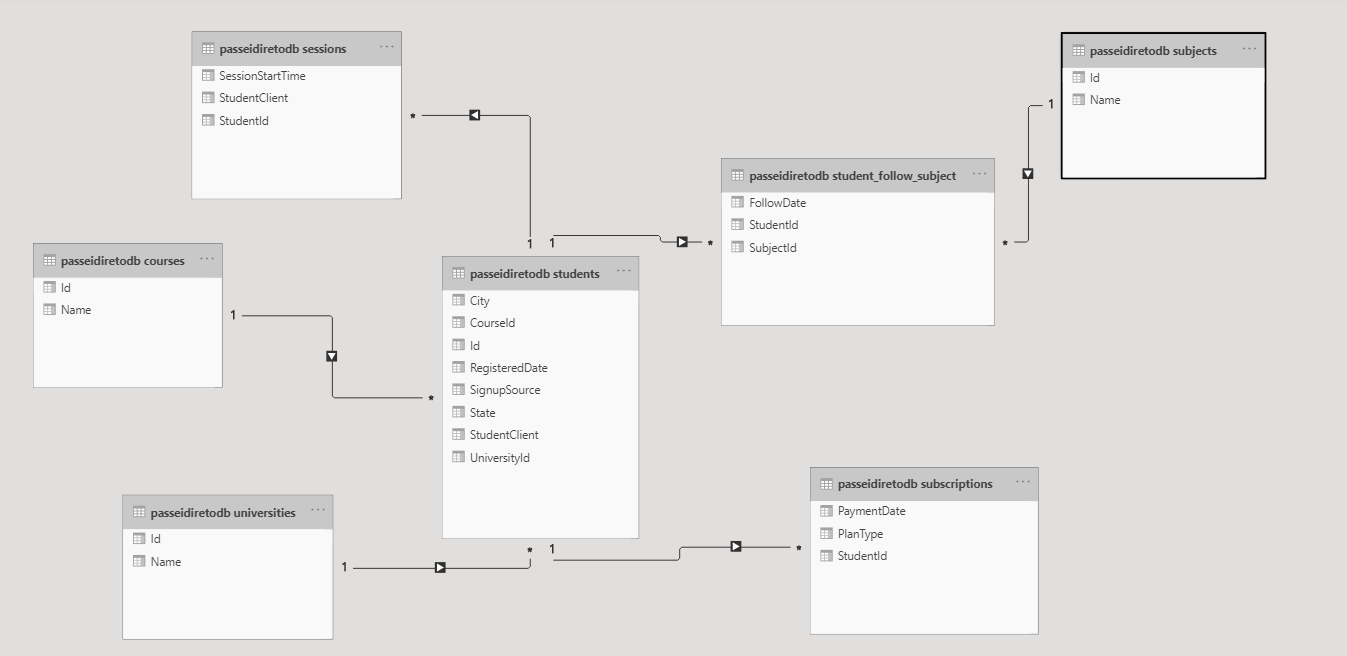 passeidiretodb sessions
SessionStartTime
StudentClient
StudentId
*
passeidiretodb subjects
Id
Name
1
passeidiretodb student_follow_subject
FollowDate
StudentId
SubjectId
*
*
1
1
passeidiretodb courses
Id
Name
1
*
passeidiretodb students
City
CourseId
Id
RegisteredDate
SignupSource
State
StudentClient
UniversityId
*
1
passeidiretodb universities
Id
Name
1
passeidiretodb subscriptions
PaymentDate
PlanType
StudentId
*